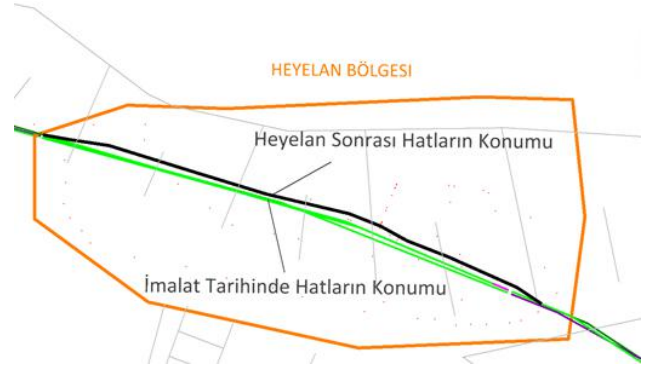 HEYELAN BÖLGESI
Heyelan Sonrası Hatların Konumu
İmalat Tarihinde Hatların Konumu